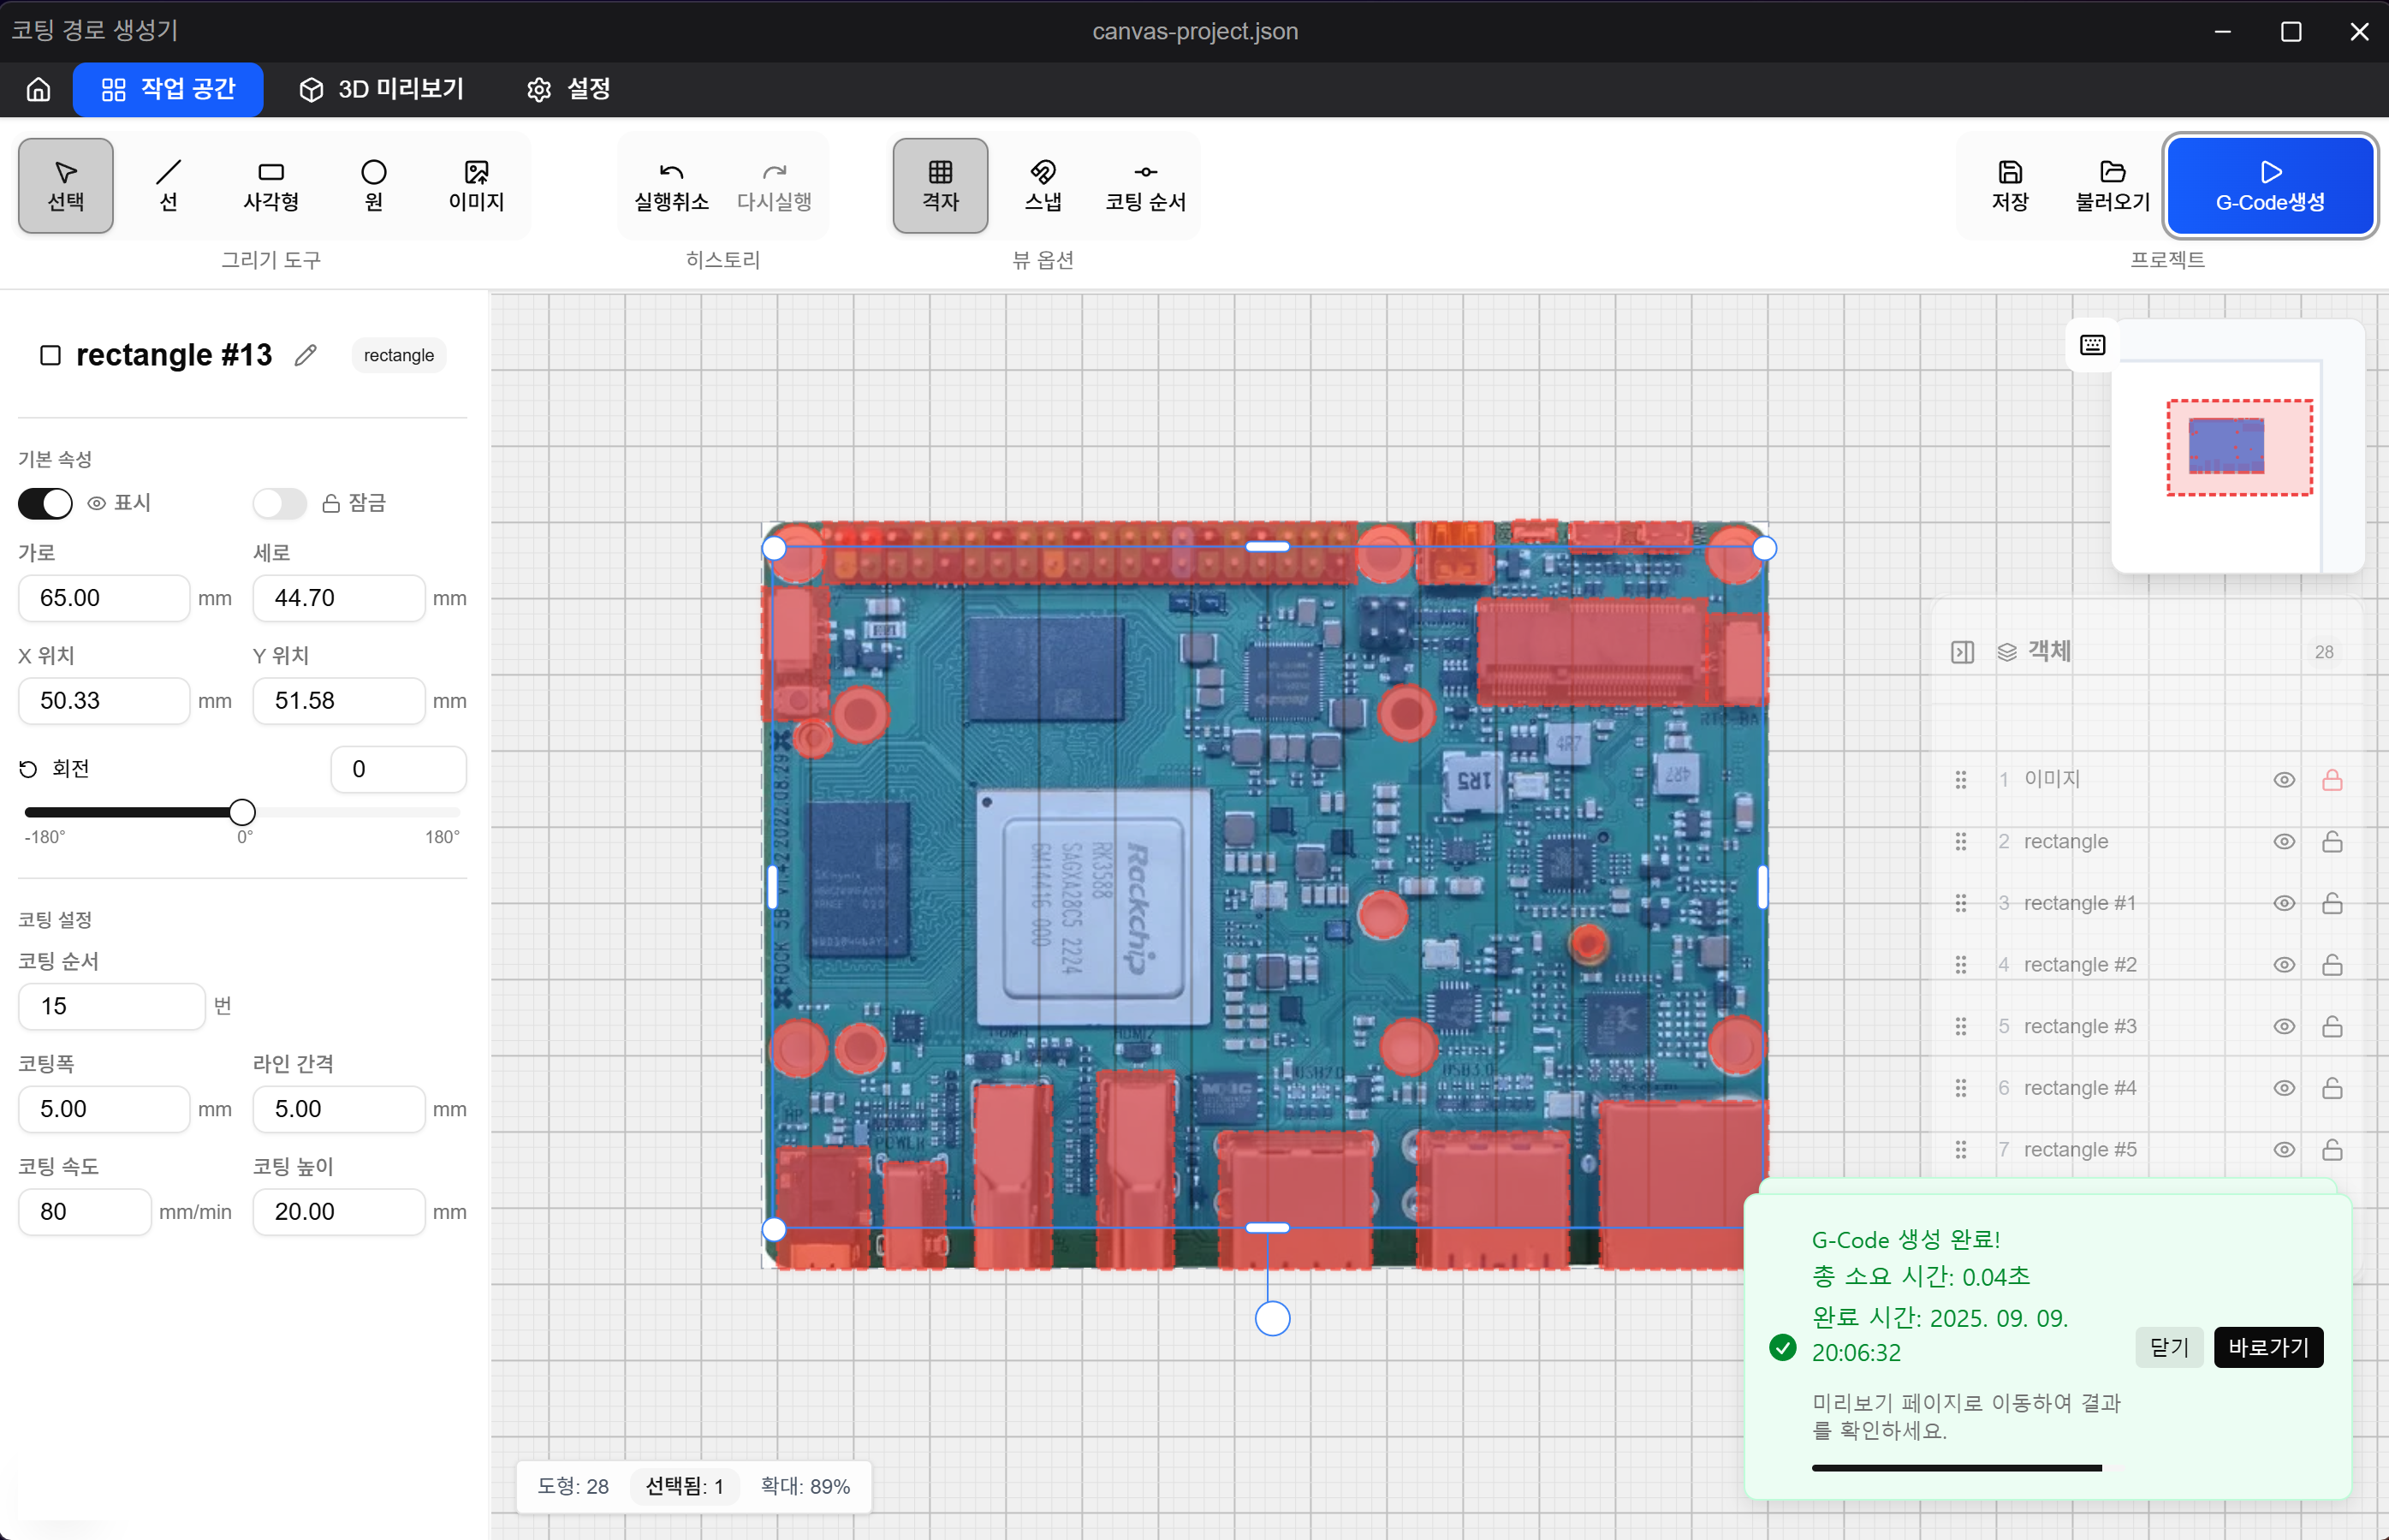 코팅 경로 생성기
canvas-project.json
작업 공간
3D 미리보기
설정
선택
선
사각형
원
이미지
그리기 도구
실행취소
다시실행
히스토리
격자
스냅
코팅 순서
뷰 옵션
저장
불러오기
G-Code생성
프로젝트
rectangle #13
rectangle
기본 속성
표시
잠금
가로
세로
65.00 mm
44.70 mm
X 위치
Y 위치
50.33 mm
51.58 mm
회전
0
-180°
0°
180°
코팅 설정
코팅 순서
15 번
코팅폭
라인 간격
5.00 mm
5.00 mm
코팅 속도
코팅 높이
80 mm/min
20.00 mm
1R5
4R7
4R7
Rockchip
RK3588
SAGXA28C5 2224
HDMI2
USB2.0
HP
POWER
객체
28
1 이미지
2 rectangle
3 rectangle #1
4 rectangle #2
5 rectangle #3
6 rectangle #4
7 rectangle #5
G-Code 생성 완료!
총 소요 시간: 0.04초
완료 시간: 2025. 09. 09.
20:06:32
닫기
바로가기
미리보기 페이지로 이동하여 결과
를 확인하세요.
도형: 28
선택됨: 1
확대: 89%